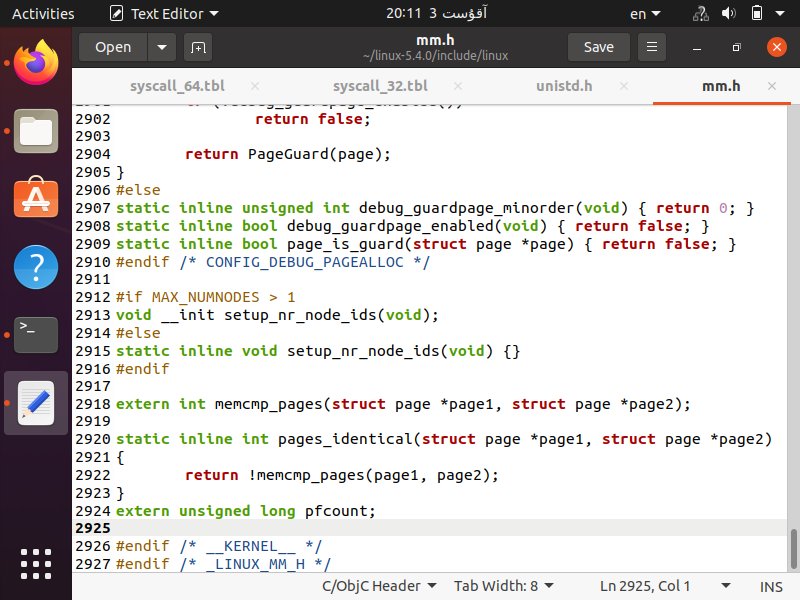 Activities Text Editor 20:11 3 آگۆست en
Open mm.h ~/linux-5.4.0/include/linux Save
syscall_64.tbl syscall_32.tbl unistd.h mm.h
2902 return false;
2903
2904 return PageGuard(page);
2905 }
2906 #else
2907 static inline unsigned int debug_guardpage_minorder(void) { return 0; }
2908 static inline bool debug_guardpage_enabled(void) { return false; }
2909 static inline bool page_is_guard(struct page *page) { return false; }
2910 #endif /* CONFIG_DEBUG_PAGEALLOC */
2911
2912 #if MAX_NUMNODES > 1
2913 void __init setup_nr_node_ids(void);
2914 #else
2915 static inline void setup_nr_node_ids(void) {}
2916 #endif
2917
2918 extern int memcmp_pages(struct page *page1, struct page *page2);
2919
2920 static inline int pages_identical(struct page *page1, struct page *page2)
2921 {
2922 return !memcmp_pages(page1, page2);
2923 }
2924 extern unsigned long pfcount;
2925
2926 #endif /* __KERNEL__ */
2927 #endif /* _LINUX_MM_H */
C/ObjC Header Tab Width: 8 Ln 2925, Col 1 INS